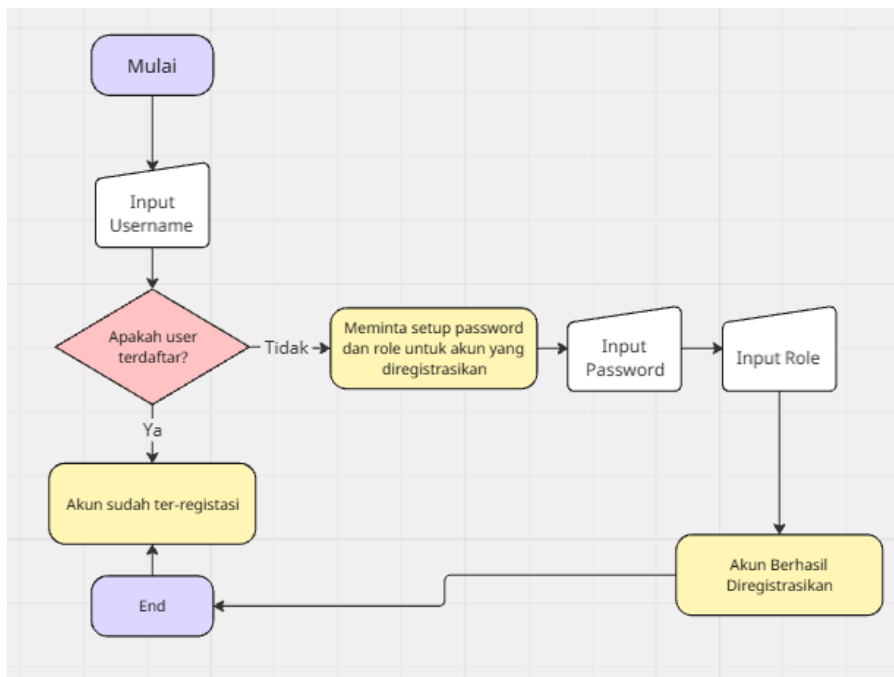 Mulai
Input
Username
Apakah user
terdaftar?
Tidak
Meminta setup password
dan role untuk akun yang
diregistrasikan
Input
Password
Input Role
Ya
Akun sudah ter-registasi
Akun Berhasil
Diregistrasikan
End